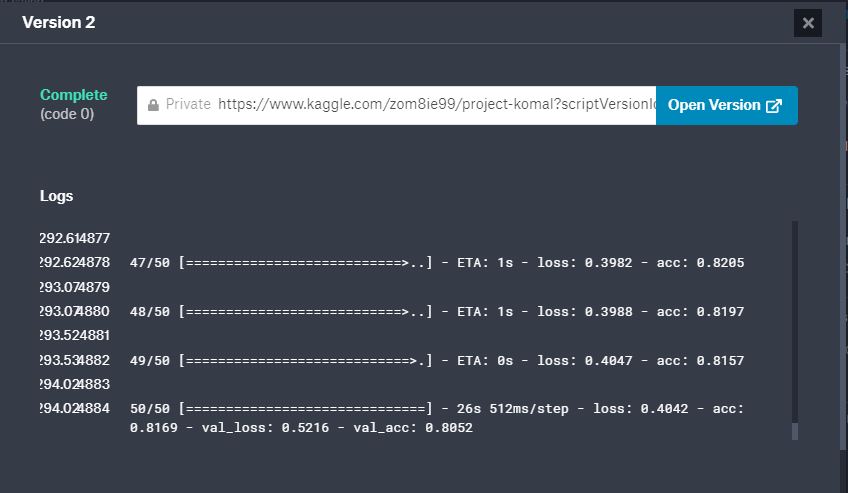 Version 2
Complete
(code 0)
Private https://www.kaggle.com/zom8ie99/project-komal?scriptVersionId
Open Version
Logs
292.614877
292.624878 47/50 [===========================>..] - ETA: 1s - loss: 0.3982 - acc: 0.8205
293.074879
293.074880 48/50 [===========================>..] - ETA: 1s - loss: 0.3988 - acc: 0.8197
293.524881
293.534882 49/50 [============================>.] - ETA: 0s - loss: 0.4047 - acc: 0.8157
294.024883
294.024884 50/50 [==============================] - 26s 512ms/step - loss: 0.4042 - acc:
0.8169 - val_loss: 0.5216 - val_acc: 0.8052